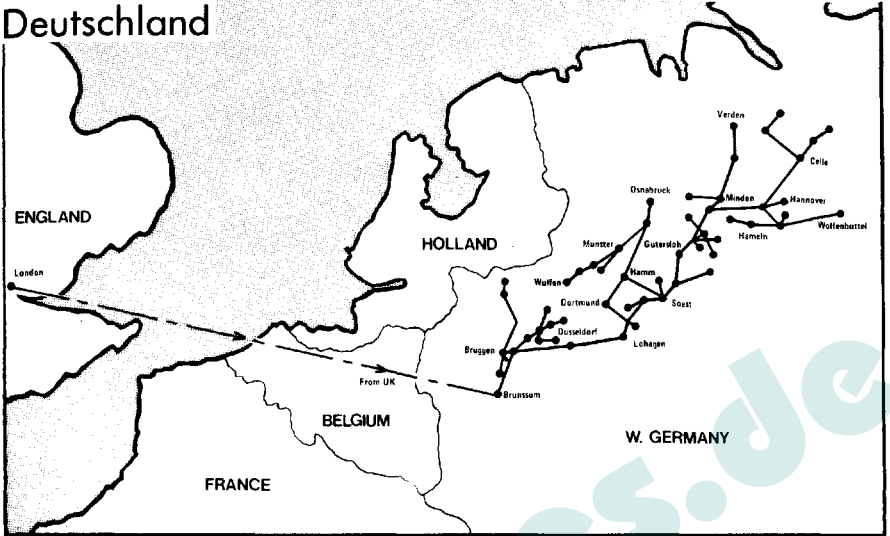 Deutschland
Verden
Celle
Osnabruck
Minden
Hannover
ENGLAND
Wolfenbuttel
Hameln
HOLLAND
Munster
Gutersloh
London
Wulfen
Hamm
Dortmund
Soest
Dusseldorf
Lohagen
Bruggen
From UK
Brunssum
BELGIUM
W. GERMANY
FRANCE
s.de